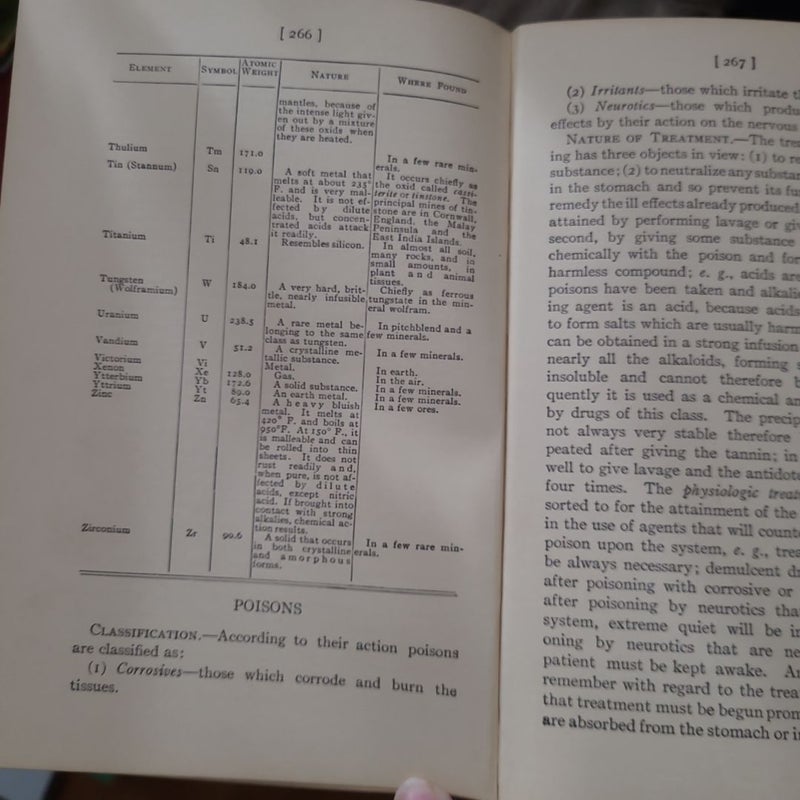 [ 266 ]
ELEMENT SYMBOL ATOMIC WEIGHT NATURE WHERE FOUND
mantles, because of
the intense light giv-
en out by a mixture
of these oxids when
they are heated.
Thulium Tm 171.0 In a few rare min-
erals.
Tin (Stannum) Sn 119.0 A soft metal that
melts at about 235°
F. and is very mal-
leable. It is not ef-
fected by dilute
acids, but concen-
trated acids attack
it readily.
It occurs chiefly as
the oxid called cassi-
terite or tinstone. The
principal mines of tin-
stone are in Cornwall,
England, the Malay
Peninsula and the
East India Islands.
Titanium Ti 48.1 Resembles silicon.
In almost all soil,
many rocks, and in
small amounts, in
plant and animal
tissues.
Tungsten
(Wolframium) W 184.0 A very hard, brit-
tle, nearly infusible
metal.
Chiefly as ferrous
tungstate in the min-
eral wolfram.
Uranium U 238.5 A rare metal be-
longing to the same
class as tungsten.
In pitchblend and a
few minerals.
Vandium V 51.2 A crystalline me-
tallic substance.
In a few minerals.
Victorium Vi Metal. In earth.
Xenon Xe 128.0 Gas. In the air.
Ytterbium Yb 172.6 A solid substance. In a few minerals.
Yttrium Yt 89.0 An earth metal. In a few minerals.
Zinc Zn 65.4 A heavy bluish
metal. It melts at
420° F. and boils at
950°F. At 150° F., it
is malleable and can
be rolled into thin
sheets. It does not
rust readily and,
when pure, is not af-
fected by dilute
acids, except nitric
acid. If brought into
contact with strong
alkalies, chemical ac-
tion results.
In a few ores.
Zirconium Zr 90.6 A solid that occurs
in both crystalline
and amorphous
forms.
In a few rare min-
erals.
POISONS
CLASSIFICATION.—According to their action poisons
are classified as:
(1) Corrosives—those which corrode and burn the
tissues.
[ 267 ]
(2) Irritants—those which irritate
(3) Neurotics—those which
effects by their action on the nervous
NATURE OF TREATMENT.—The
ing has three objects in view: (1) to
substance; (2) to neutralize any
in the stomach and so prevent its
remedy the ill effects already produced
attained by performing lavage or
second, by giving some substance
chemically with the poison and
harmless compound; e. g., acids are
poisons have been taken and
ing agent is an acid, because acids
to form salts which are usually
can be obtained in a strong infusion
nearly all the alkaloids, forming
insoluble and cannot therefore
quently it is used as a chemical
by drugs of this class. The
not always very stable therefore
peated after giving the tannin; in
well to give lavage and the
four times. The physiologic
sorted to for the attainment of the
in the use of agents that will
poison upon the system, e. g.,
be always necessary; demulcent
after poisoning with corrosive or
after poisoning by neurotics
system, extreme quiet will be
oning by neurotics that are
patient must be kept awake.
remember with regard to the
that treatment must be begun
are absorbed from the stomach or